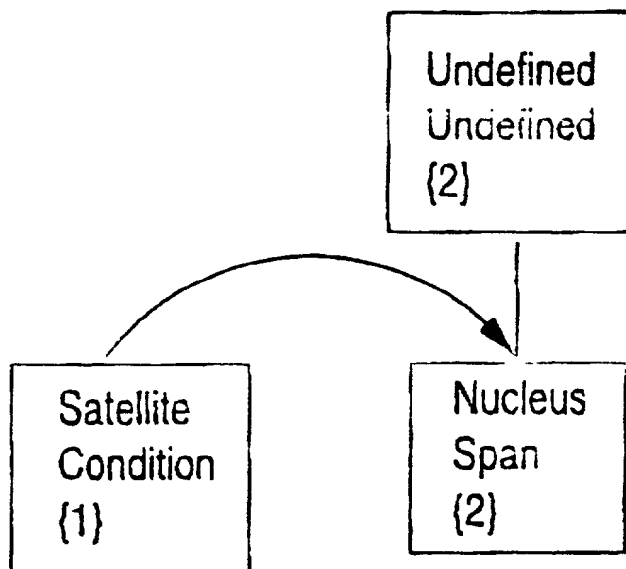 Undefined
Undefined
{2}
Satellite
Condition
{1}
Nucleus
Span
{2}